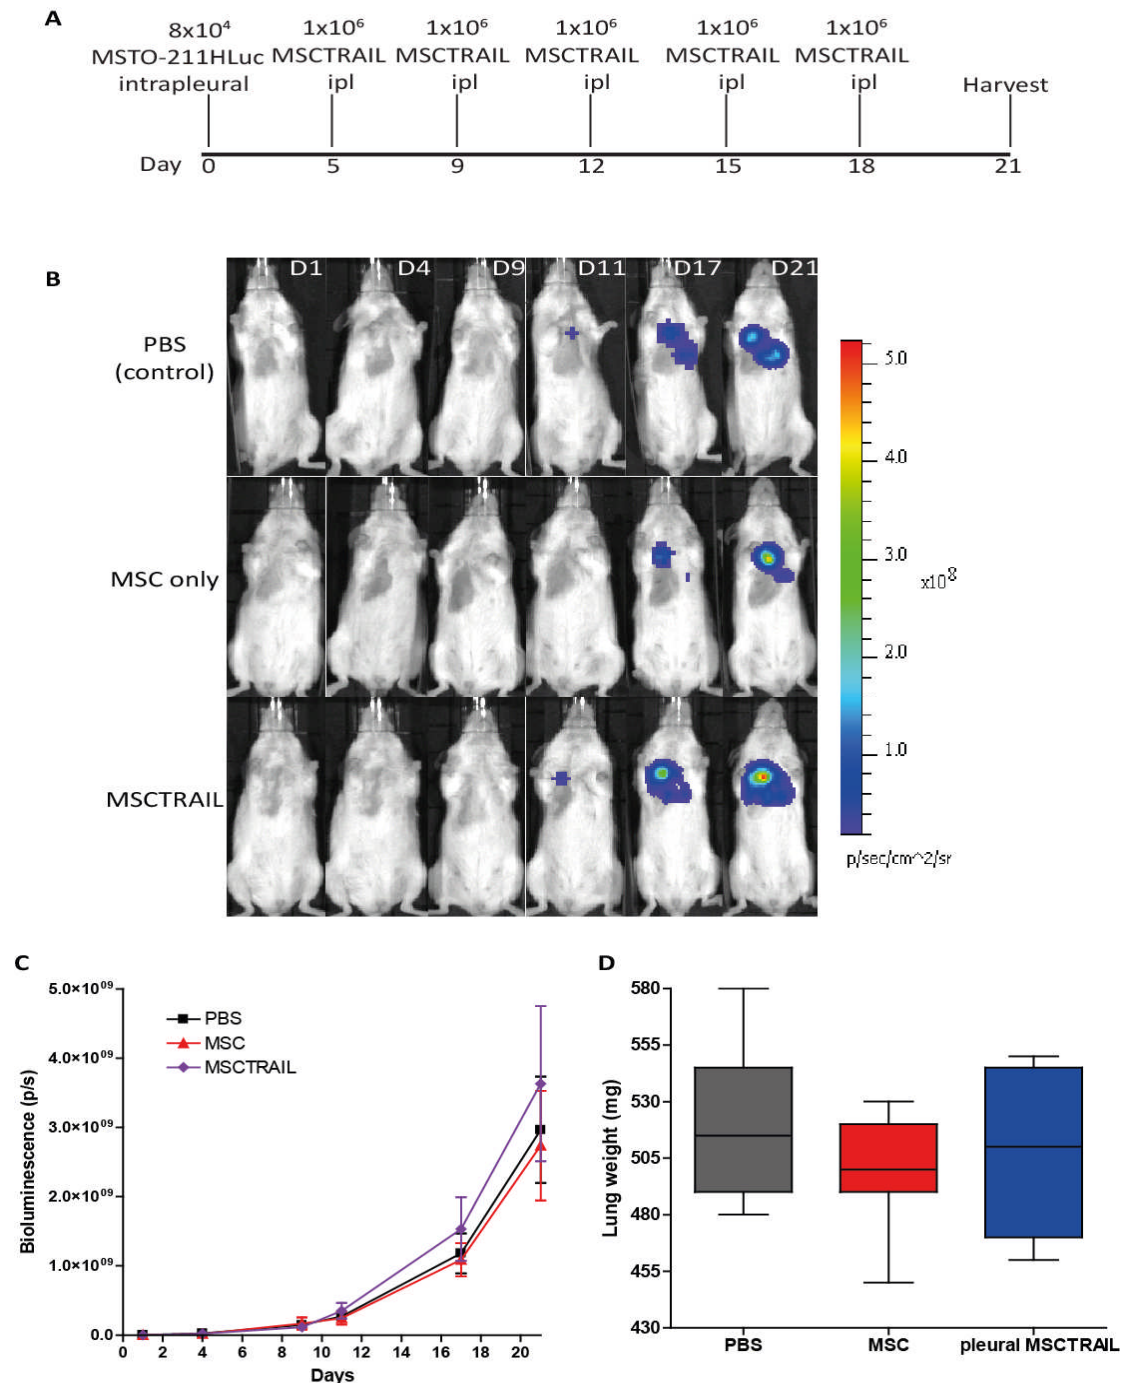 A
8x10⁴ 1x10⁶ 1x10⁶ 1x10⁶ 1x10⁶ 1x10⁶
MSTO-211HLuc MSCTRAIL MSCTRAIL MSCTRAIL MSCTRAIL MSCTRAIL
intrapleural ipl ipl ipl ipl ipl Harvest
Day 0 5 9 12 15 18 21
B
D1 D4 D9 D11 D17 D21
PBS
(control)
MSC only
MSCTRAIL
5.0
4.0
3.0
x10⁸
2.0
1.0
p/sec/cm^2/sr
C
5.0×10⁰⁹
4.0×10⁰⁹
3.0×10⁰⁹
2.0×10⁰⁹
1.0×10⁰⁹
0.0
Bioluminescence (p/s)
PBS
MSC
MSCTRAIL
0 2 4 6 8 10 12 14 16 18 20
Days
D
580
555
530
505
480
455
430
Lung weight (mg)
PBS MSC pleural MSCTRAIL